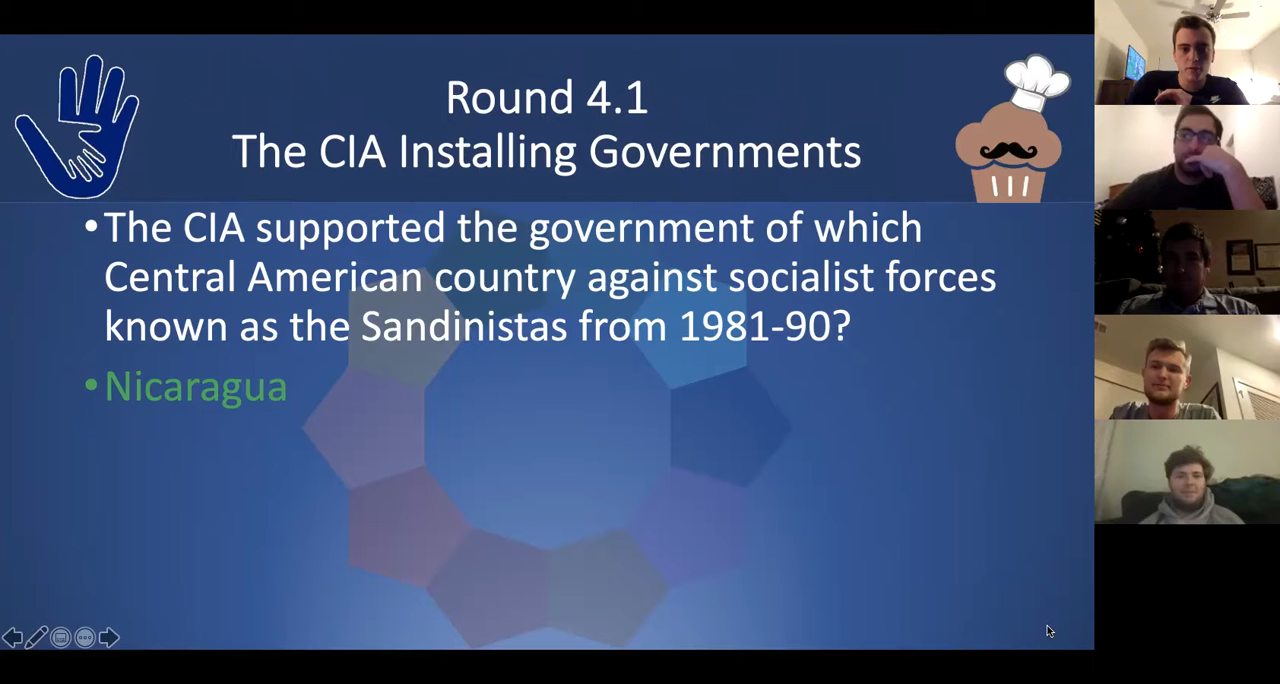 Round 4.1
The CIA Installing Governments
•The CIA supported the government of which
Central American country against socialist forces
known as the Sandinistas from 1981-90?
•Nicaragua